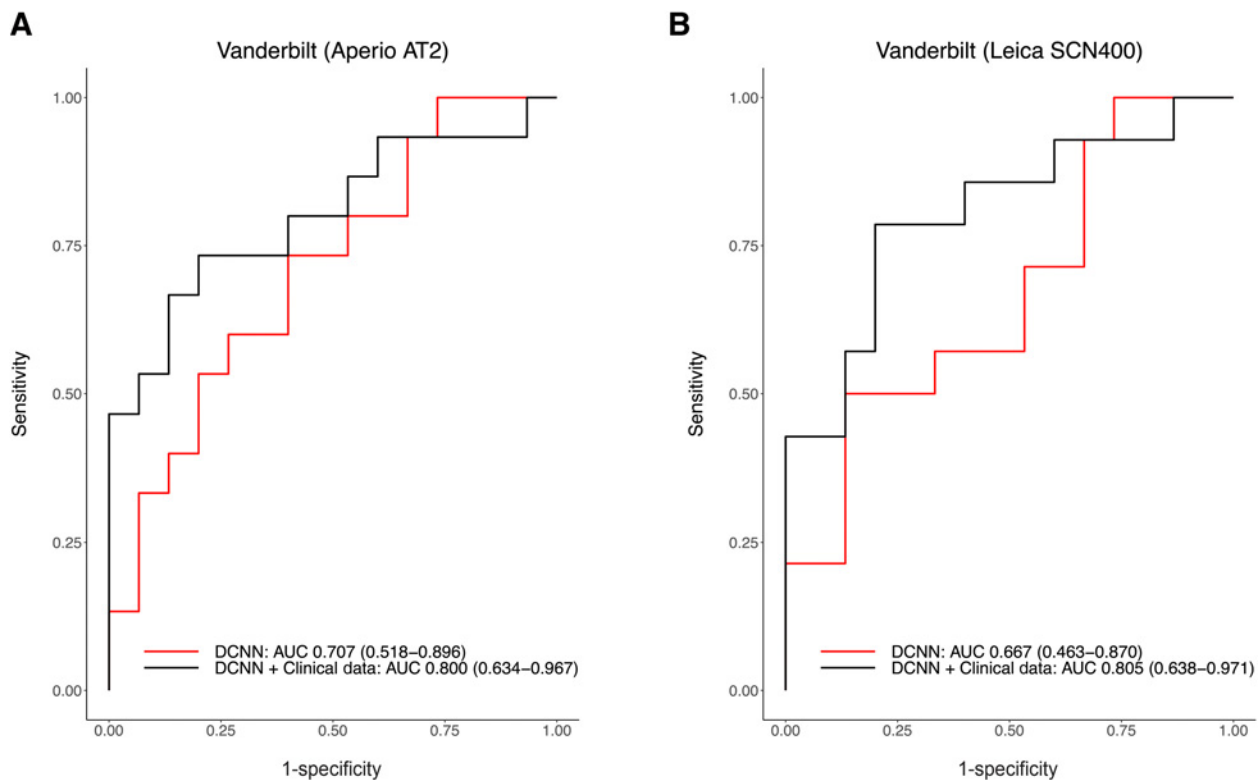 A
Vanderbilt (Aperio AT2)
1.00
0.75
0.50
0.25
0.00
Sensitivity
DCNN: AUC 0.707 (0.518–0.896)
DCNN + Clinical data: AUC 0.800 (0.634–0.967)
0.00 0.25 0.50 0.75 1.00
1-specificity
B
Vanderbilt (Leica SCN400)
1.00
0.75
0.50
0.25
0.00
Sensitivity
DCNN: AUC 0.667 (0.463–0.870)
DCNN + Clinical data: AUC 0.805 (0.638–0.971)
0.00 0.25 0.50 0.75 1.00
1-specificity